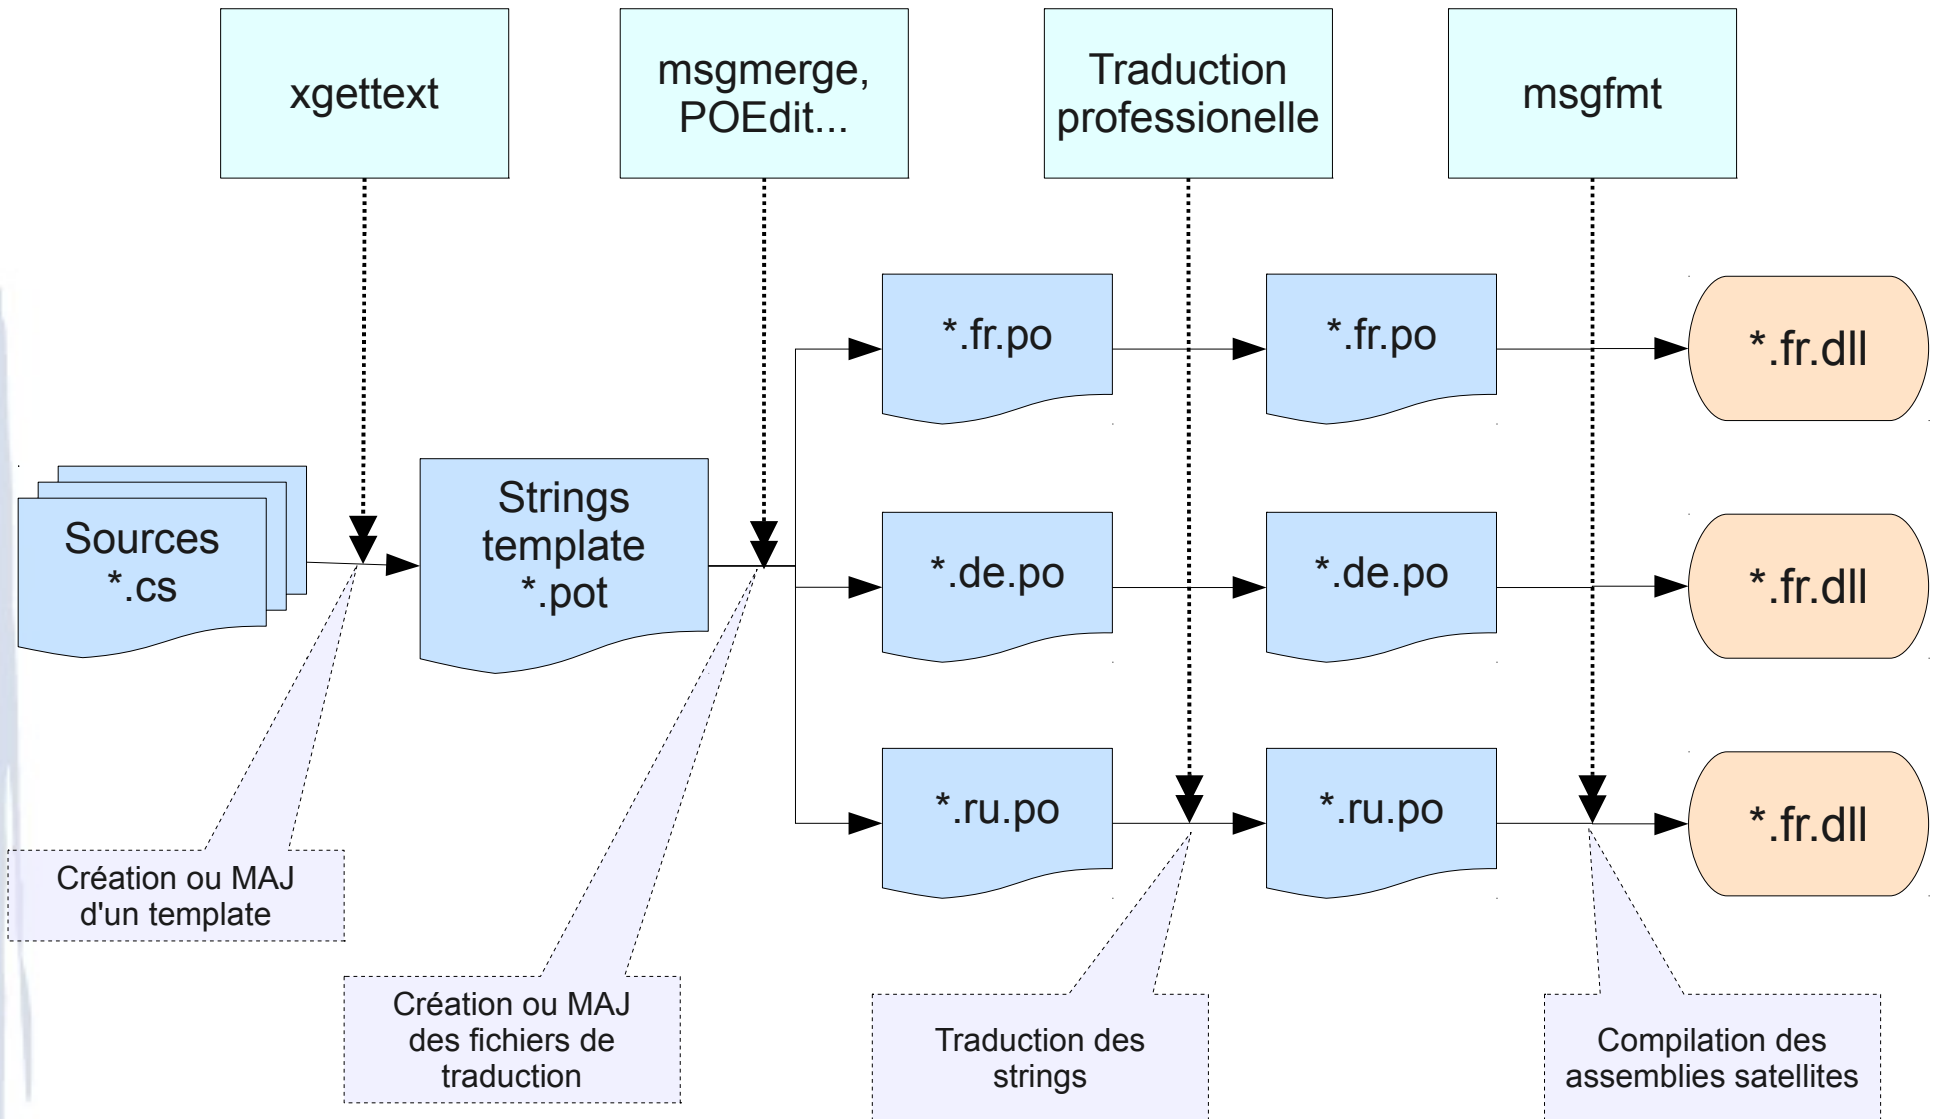 xgettext
msgmerge,
POEdit...
Traduction
professionelle
msgfmt
*.fr.po
*.fr.po
*.fr.dll
Sources
*.cs
Strings
template
*.pot
*.de.po
*.de.po
*.fr.dll
*.ru.po
*.ru.po
*.fr.dll
Création ou MAJ
d'un template
Création ou MAJ
des fichiers de
traduction
Traduction des
strings
Compilation des
assemblies satellites